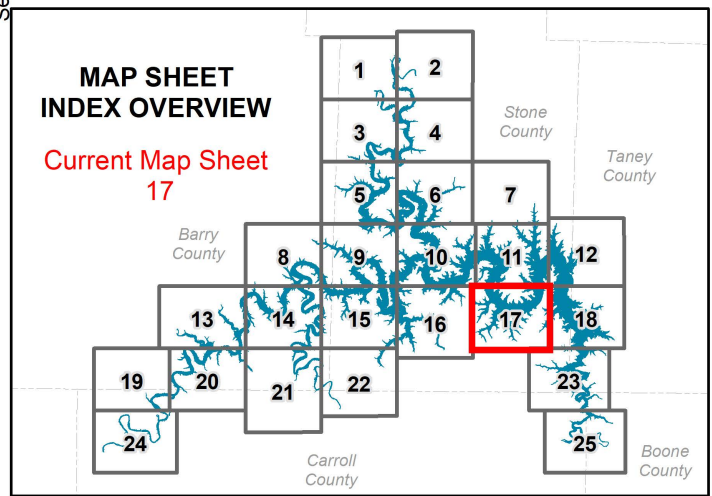 Se
MAP SHEET
INDEX OVERVIEW
Current Map Sheet
17
1
2
Stone
County
3
4
Taney
County
5
6
7
Barry
County
8
9
10
11
12
13
14
15
16
17
18
19
20
21
22
23
24
25
Carroll
County
Boone
County